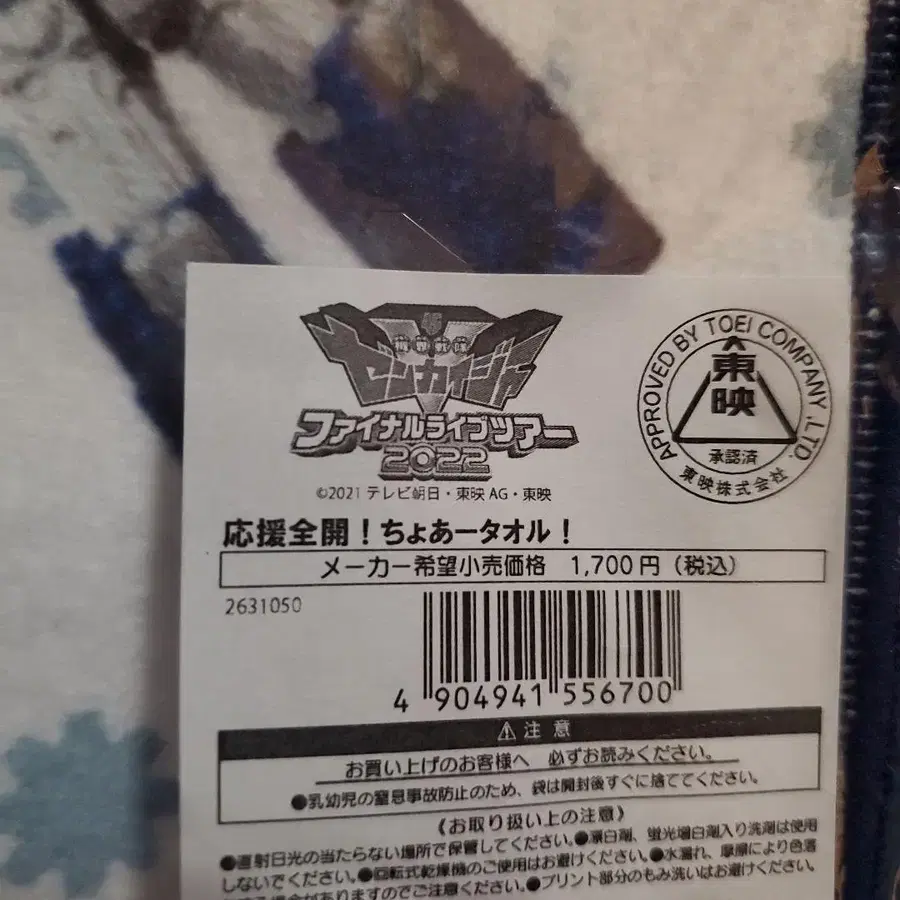 機界戦隊
ゼンカイジャー
ファイナルライブツアー
2022
©2021 テレビ朝日・東映 AG・東映
APPROVED BY TOEI COMPANY ,LTD.
東映
承認済
東映株式会社
応援全開！ちょあータオル！
メーカー希望小売価格 1,700円（税込）
2631050
4 904941 556700
⚠注 意
お買い上げのお客様へ 必ずお読みください。
●乳幼児の窒息事故防止のため、袋は開封後すぐに捨ててください。
《お取り扱い上の注意》
●直射日光の当たらない場所で保管してください。●漂白剤、蛍光増白剤入り洗剤は使用
しないでください。●回転式乾燥機のご使用はお避けください。●水濡れ、摩擦により色落
場合がありますのでご注意ください。●プリント部分のもみ洗いはお避けください。